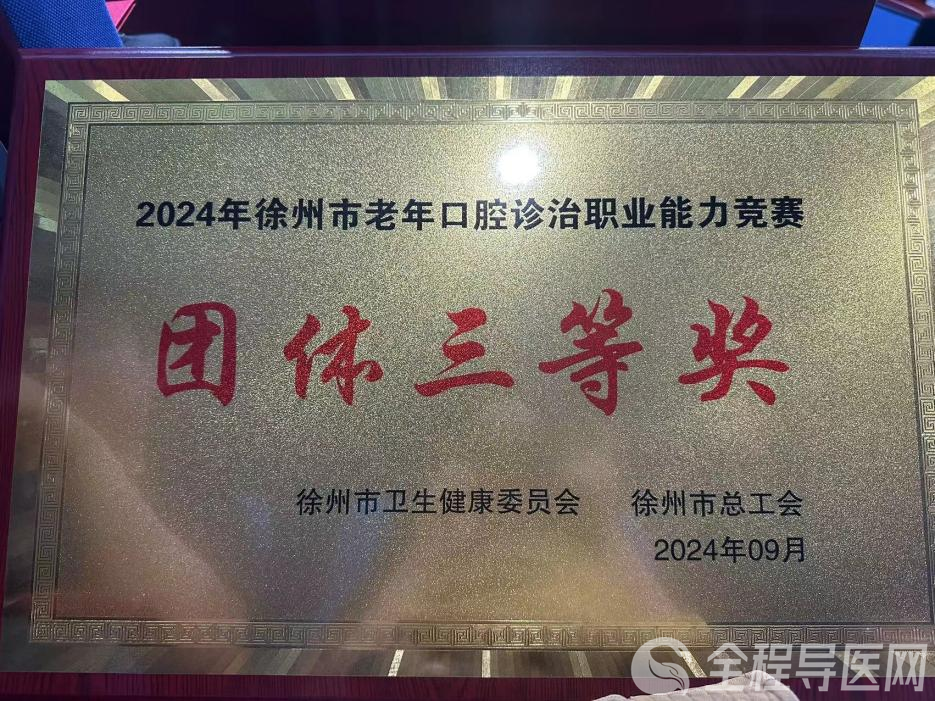 2024年徐州市老年口腔诊治职业能力竞赛
团体三等奖
徐州市卫生健康委员会 徐州市总工会
2024年09月
全程导医网